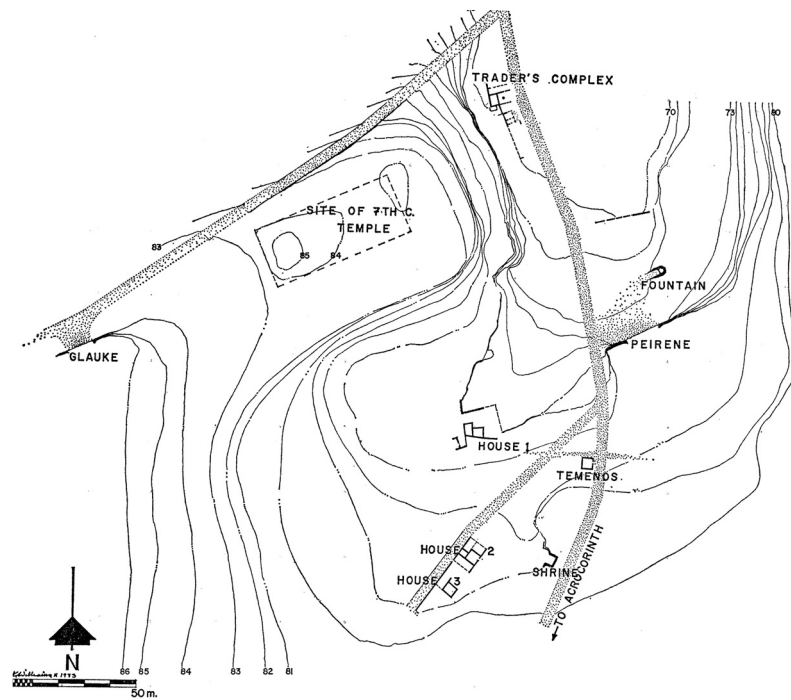 TRADER'S COMPLEX
70
73
80
SITE OF 7TH C.
TEMPLE
83
85
84
FOUNTAIN
GLAUKE
PEIRENE
HOUSE 1
TEMENOS
HOUSE 2
HOUSE 3
SHRINE
TO ACROCORINTH
N
86
85
84
83
82
81
50 m.